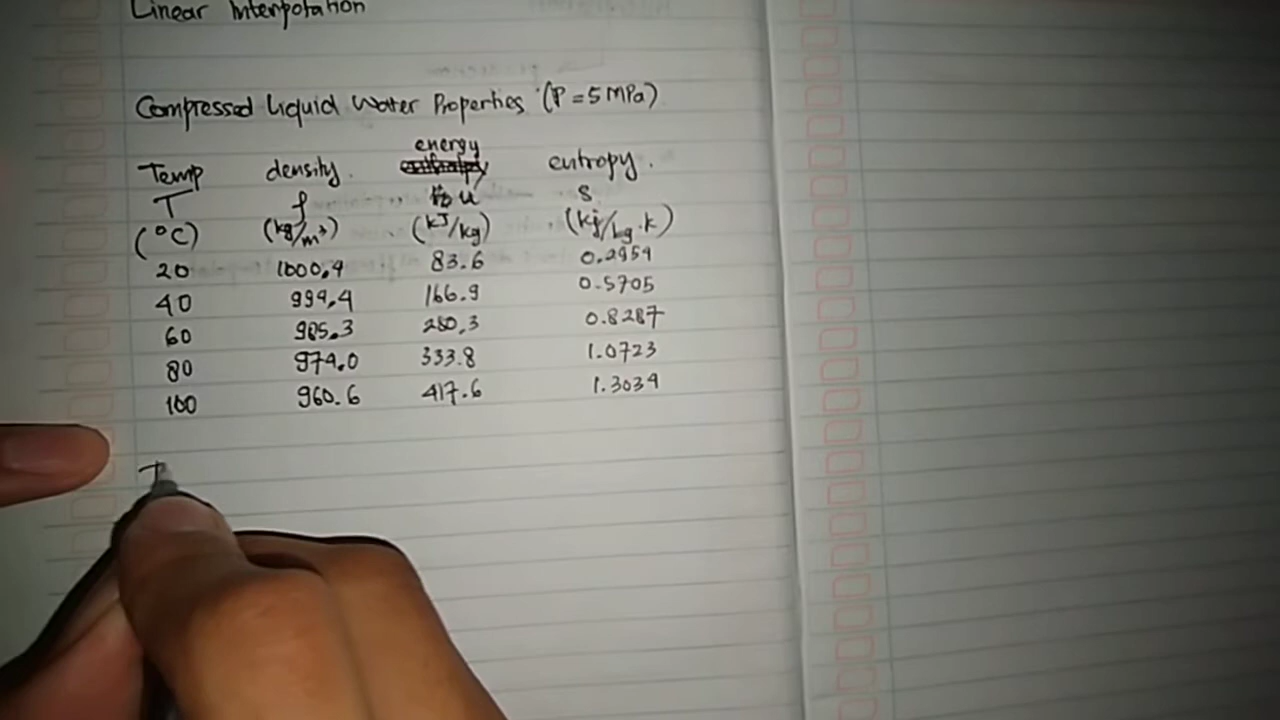 Linear Interpolation
Compressed Liquid Water Properties (P = 5 MPa)
energy
Temp density. entropy.
T ρ u s
(°C) (kg/m³) (kJ/kg) (kj/kg.k)
20 1000.4 83.6 0.2954
40 994.4 166.9 0.5705
60 985.3 250.3 0.8287
80 974.0 333.8 1.0723
100 960.6 417.6 1.3034
T